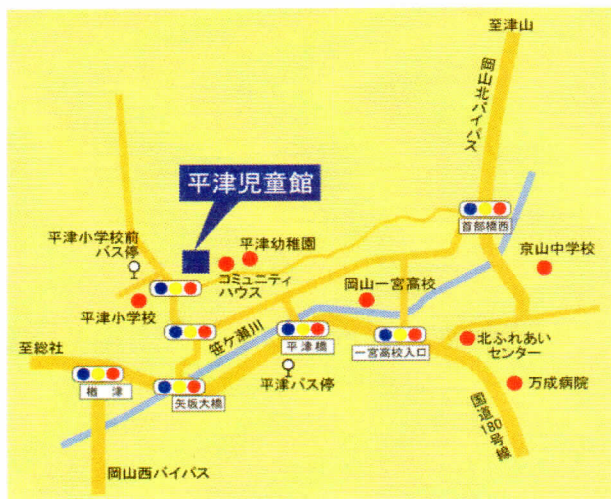 至津山
岡山北バイパス
平津児童館
首部橋西
平津小学校前
バス停
平津幼稚園
コミュニティ
ハウス
京山中学校
岡山一宮高校
平津小学校
笹ヶ瀬川
平津橋
一宮高校入口
北ふれあい
センター
至総社
楢津
矢坂大橋
平津バス停
万成病院
国道
180
号線
岡山西バイパス